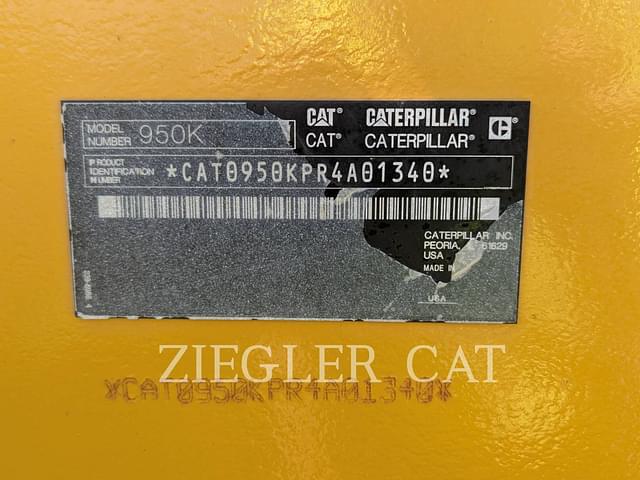 MODEL NUMBER 950K
CAT® CATERPILLAR®
CAT® CATERPILLAR®
PRODUCT IDENTIFICATION NUMBER *CAT0950KPR4A01340*
CATERPILLAR INC.
PEORIA, 61629
USA
MADE IN
USA
ZIEGLER CAT
*CAT0950KPR4A01340*